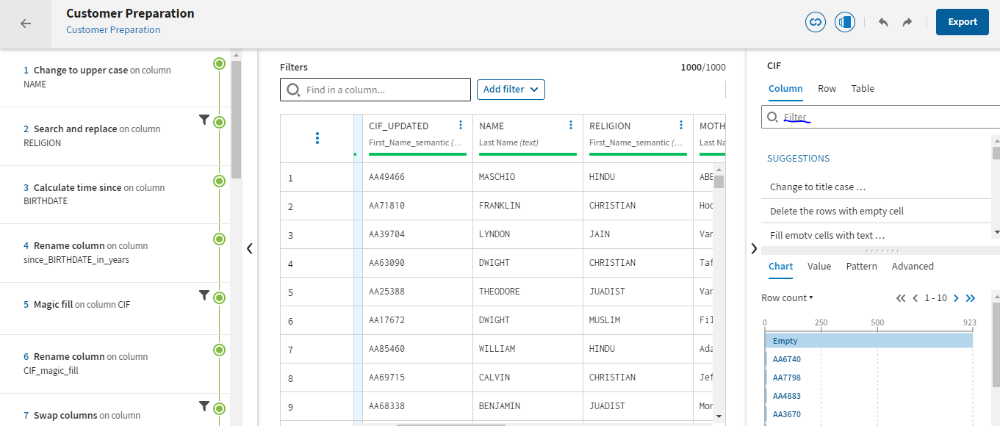 Customer Preparation
Customer Preparation
Export
1 Change to upper case on column
NAME
2 Search and replace on column
RELIGION
3 Calculate time since on column
BIRTHDATE
4 Rename column on column
since_BIRTHDATE_in_years
5 Magic fill on column CIF
6 Rename column on column
CIF_magic_fill
7 Swap columns on column
Filters
1000/1000
Find in a column...
Add filter
CIF_UPDATED NAME RELIGION MOTH
First_Name_semantic (... Last Name (text) First_Name_semantic (... Last Na
1 AA49466 MASCHIO HINDU ABE
2 AA71810 FRANKLIN CHRISTIAN Hoo
3 AA39704 LYNDON JAIN Var
4 AA63090 DWIGHT CHRISTIAN Taf
5 AA25388 THEODORE JUADIST Var
6 AA17672 DWIGHT MUSLIM Fil
7 AA85460 WILLIAM HINDU Ada
8 AA69715 CALVIN CHRISTIAN Jef
9 AA68338 BENJAMIN JUADIST Mor
CIF
Column Row Table
Filter
SUGGESTIONS
Change to title case ...
Delete the rows with empty cell
Fill empty cells with text ...
Chart Value Pattern Advanced
Row count
1 - 10
0 250 500 923
Empty
AA6740
AA7798
AA4883
AA3670